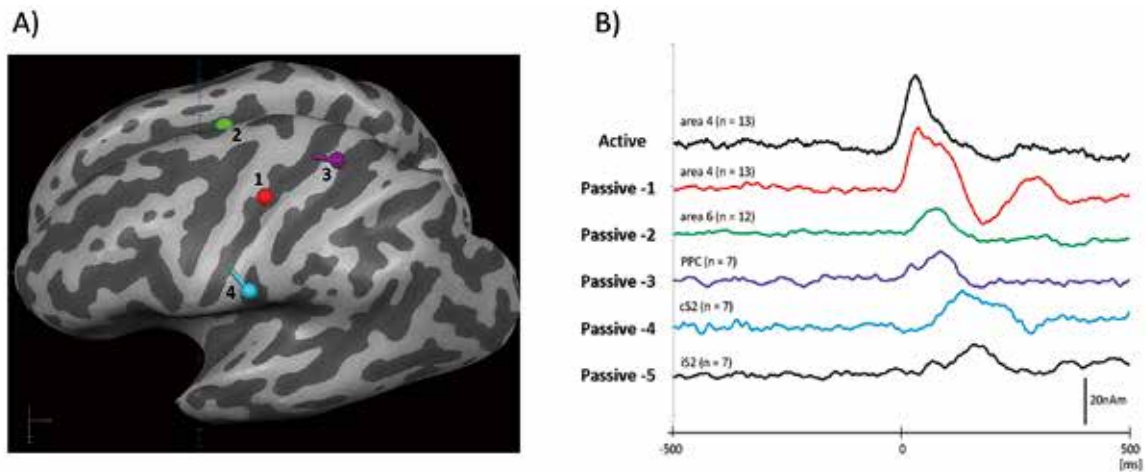 A)
B)
2
1
3
4
Active
area 4 (n = 13)
Passive -1
area 4 (n = 13)
Passive -2
area 6 (n = 12)
Passive -3
PPC (n = 7)
Passive -4
cS2 (n = 7)
Passive -5
iS2 (n = 7)
20nAm
-500
0
500
[ms]